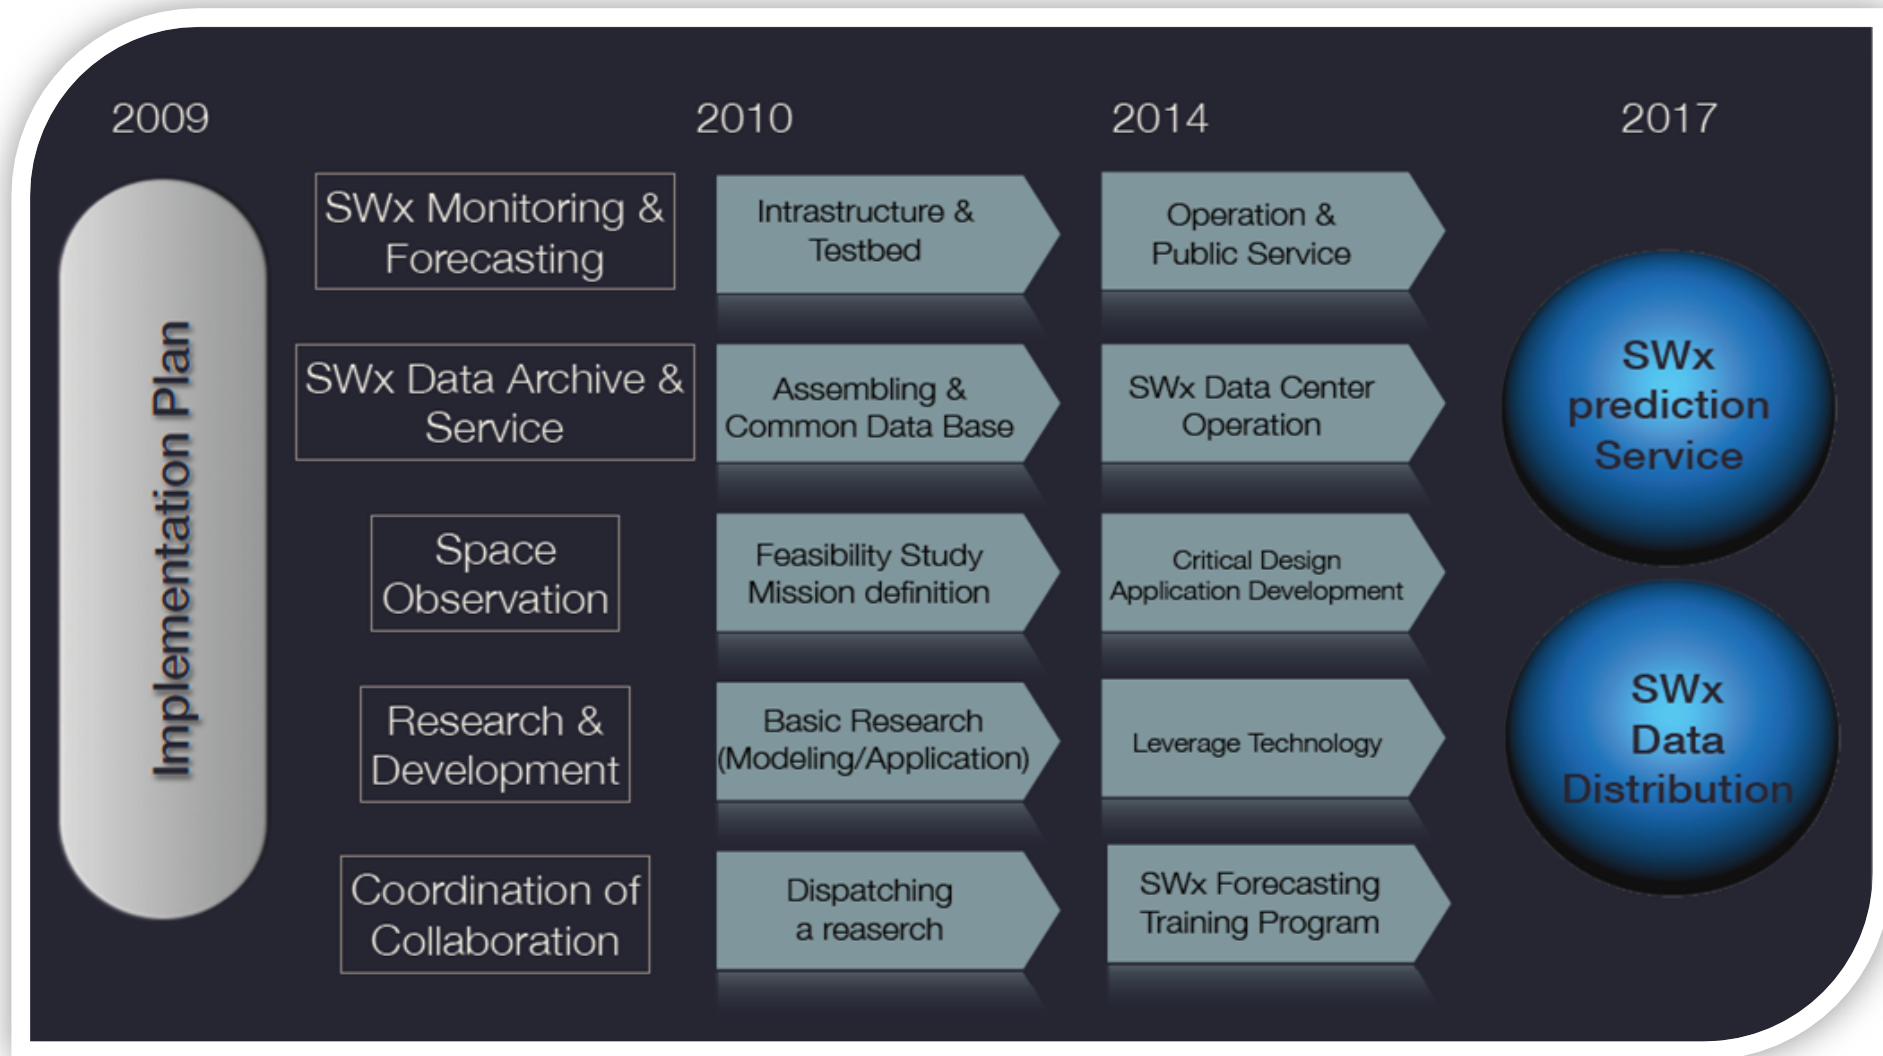 2009
2010
2014
2017
Implementation Plan
SWx Monitoring &
Forecasting
Intrastructure &
Testbed
Operation &
Public Service
SWx Data Archive &
Service
Assembling &
Common Data Base
SWx Data Center
Operation
Space
Observation
Feasibility Study
Mission definition
Critical Design
Application Development
Research &
Development
Basic Research
(Modeling/Application)
Leverage Technology
Coordination of
Collaboration
Dispatching
a reaserch
SWx Forecasting
Training Program
SWx
prediction
Service
SWx
Data
Distribution